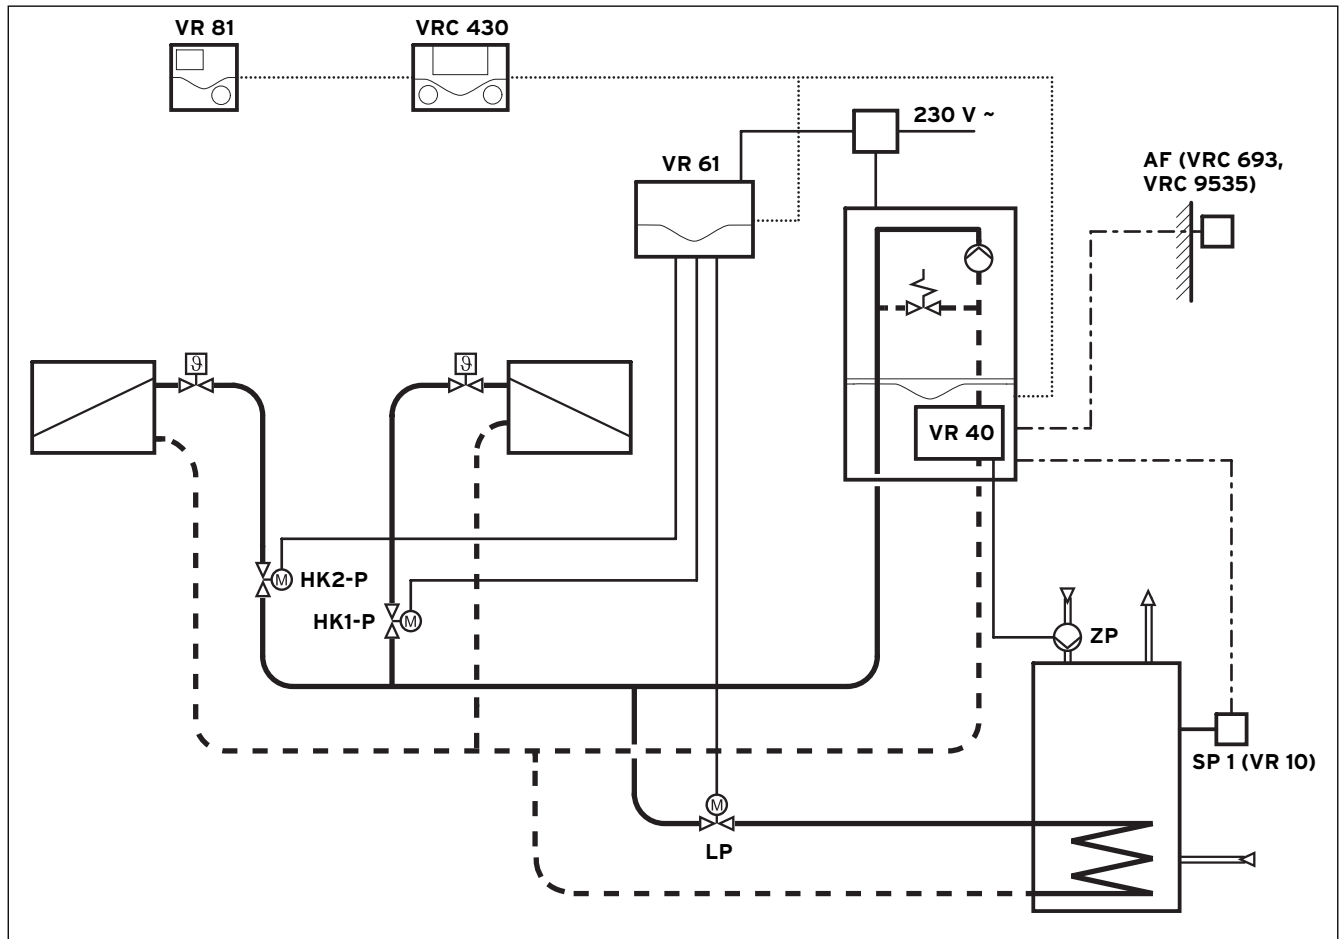 VR 81
VRC 430
230 V ~
VR 61
AF (VRC 693,
VRC 9535)
ϑ
ϑ
VR 40
M
HK2-P
HK1-P
M
ZP
SP 1 (VR 10)
M
LP